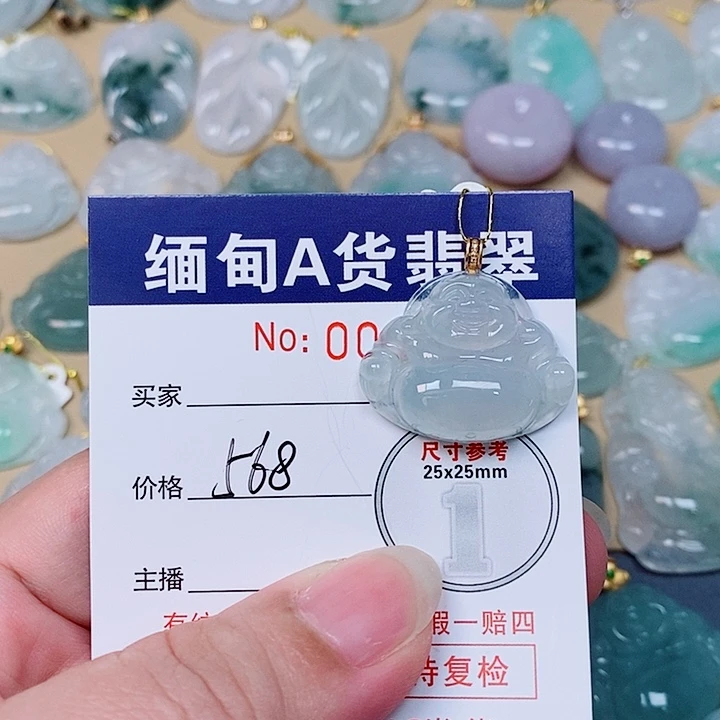 缅甸A货翡翠
No: 00
买家
价格 568
尺寸参考
25x25mm
1
主播
假一赔四
待复检